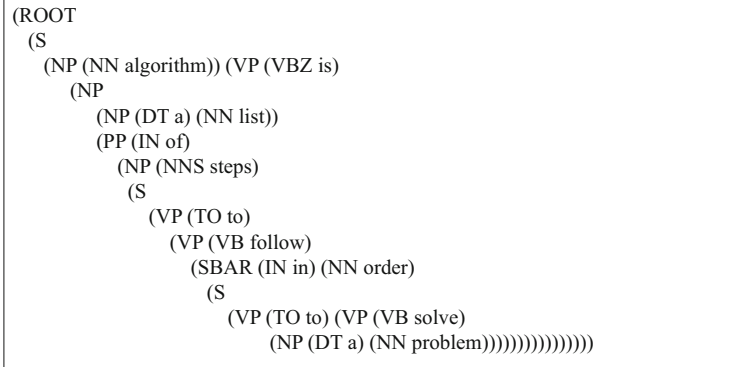 (ROOT
(S
(NP (NN algorithm)) (VP (VBZ is)
(NP
(NP (DT a) (NN list))
(PP (IN of)
(NP (NNS steps)
(S
(VP (TO to)
(VP (VB follow)
(SBAR (IN in) (NN order)
(S
(VP (TO to) (VP (VB solve)
(NP (DT a) (NN problem))))))))))))))))